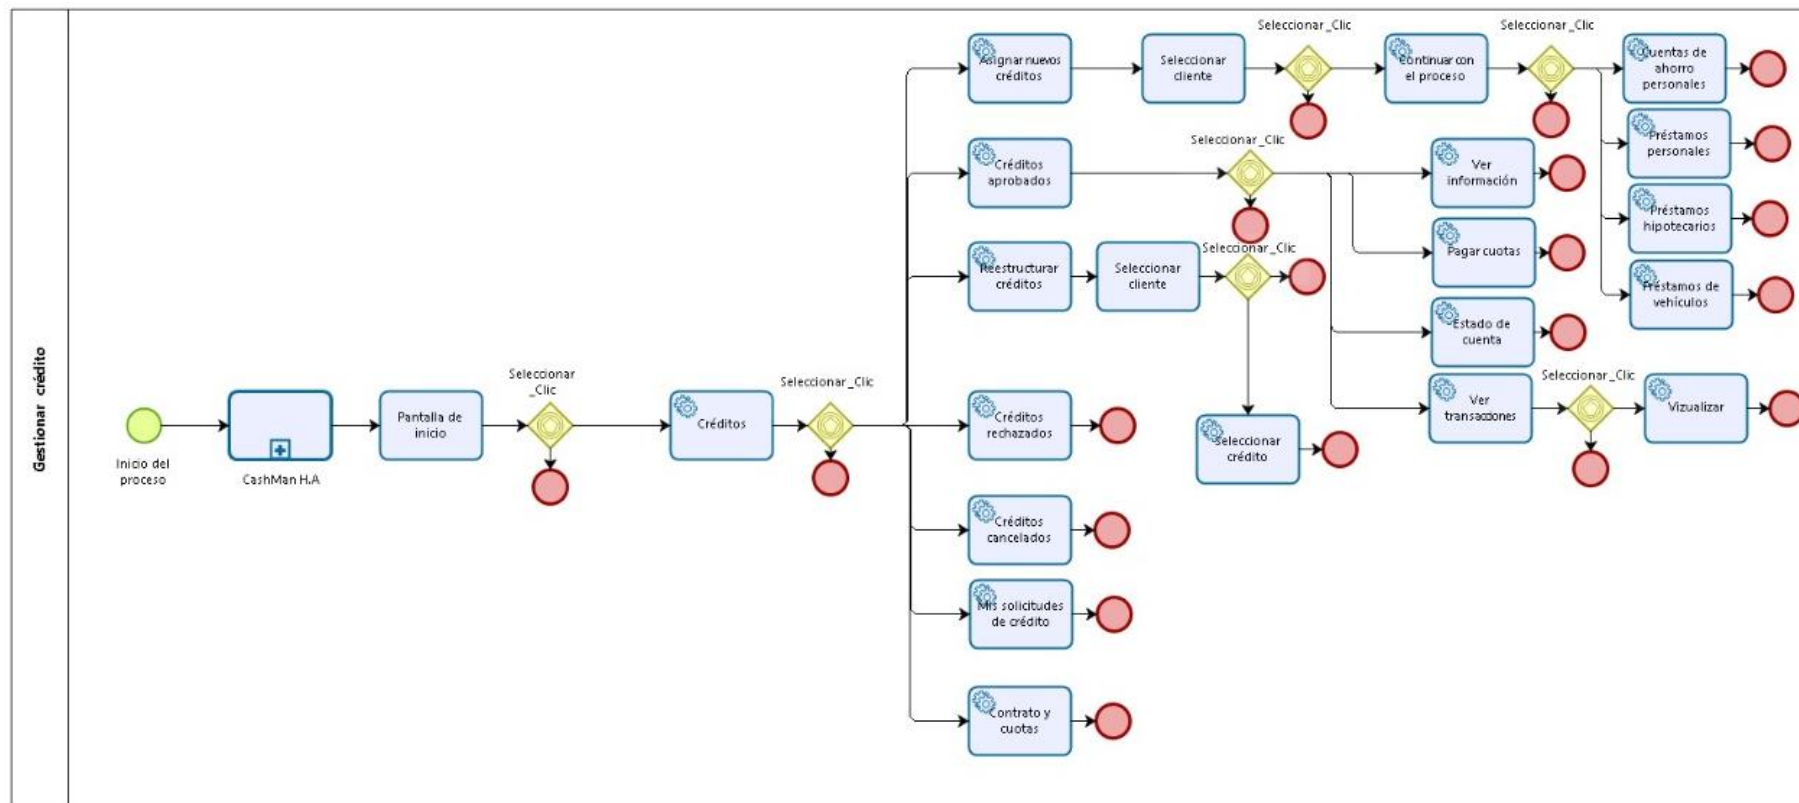 Gestionar crédito
Inicio del
proceso
CashMan H.A
Pantalla de
inicio
Seleccionar
_Clic
Créditos
Seleccionar_Clic
Asignar nuevos
créditos
Seleccionar
cliente
Seleccionar_Clic
Continuar con
el proceso
Seleccionar_Clic
Cuentas de
ahorro
personales
Préstamos
personales
Préstamos
hipotecarios
Préstamos de
vehículos
Créditos
aprobados
Seleccionar_Clic
Ver
información
Pagar cuotas
Estado de
cuenta
Ver
transacciones
Seleccionar_Clic
Vizualizar
Reestructurar
créditos
Seleccionar
cliente
Seleccionar_Clic
Seleccionar
crédito
Créditos
rechazados
Créditos
cancelados
Mis solicitudes
de crédito
Contrato y
cuotas